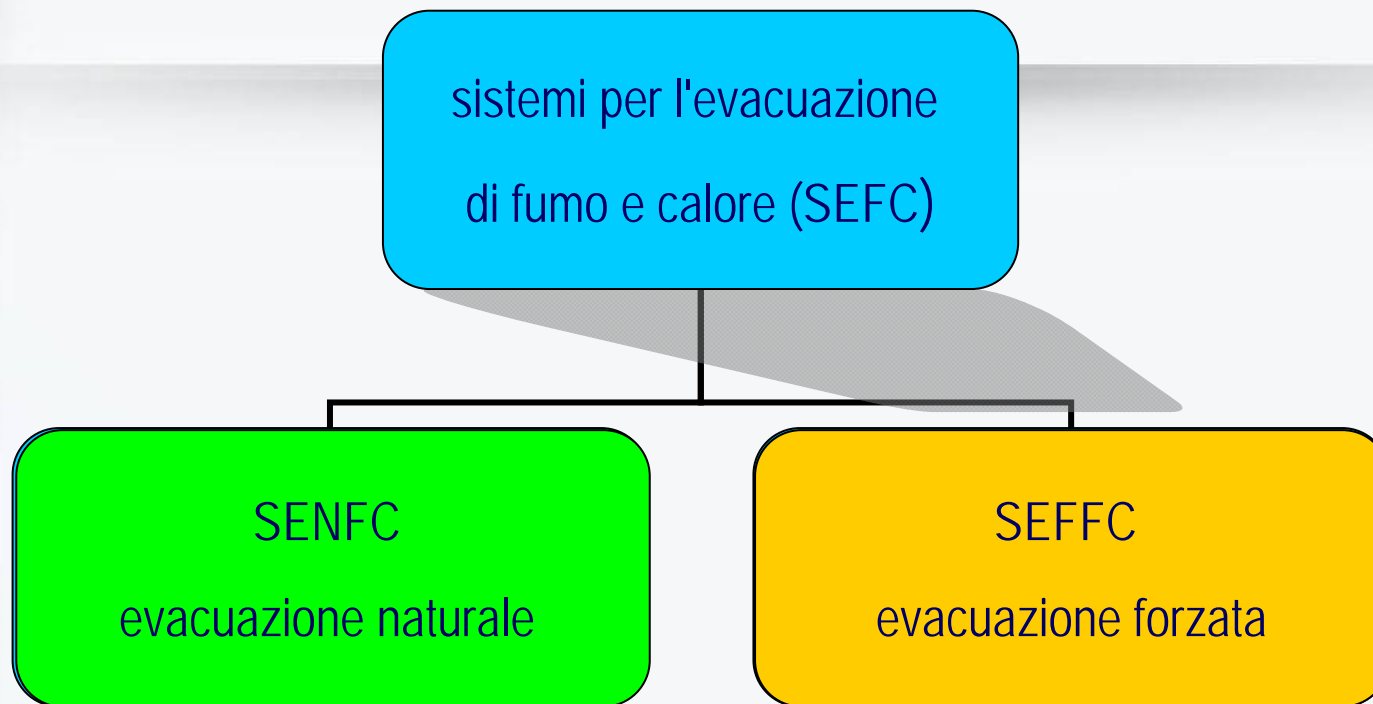 sistemi per l'evacuazione
di fumo e calore (SEFC)
SENFC
evacuazione naturale
SEFFC
evacuazione forzata